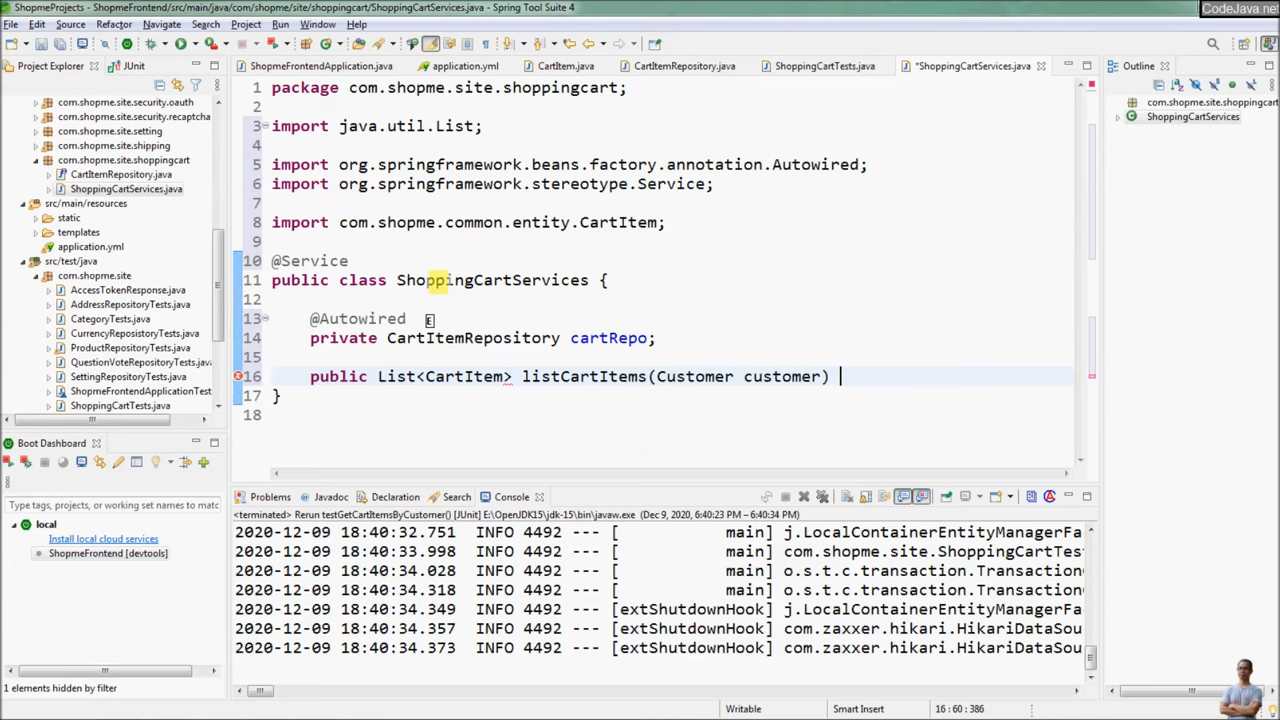 ShopmeProjects - ShopmeFrontend/src/main/java/com/shopme/site/shoppingcart/ShoppingCartServices.java - Spring Tool Suite 4
CodeJava.net
File Edit Source Refactor Navigate Search Project Run Window Help
Project Explorer JUnit
ShopmeFrontendApplication.java application.yml CartItem.java CartItemRepository.java ShoppingCartTests.java *ShoppingCartServices.java
Outline
com.shopme.site.security.oauth
com.shopme.site.security.recaptcha
com.shopme.site.setting
com.shopme.site.shipping
com.shopme.site.shoppingcart
CartItemRepository.java
ShoppingCartServices.java
src/main/resources
static
templates
application.yml
src/test/java
com.shopme.site
AccessTokenResponse.java
AddressRepositoryTests.java
CategoryTests.java
CurrencyRepositoryTests.java
ProductRepositoryTests.java
QuestionVoteRepositoryTests.java
SettingRepositoryTests.java
ShopmeFrontendApplicationTest
ShoppingCartTests.java
1 package com.shopme.site.shoppingcart;
2
3 import java.util.List;
4
5 import org.springframework.beans.factory.annotation.Autowired;
6 import org.springframework.stereotype.Service;
7
8 import com.shopme.common.entity.CartItem;
9
10 @Service
11 public class ShoppingCartServices {
12
13 @Autowired
14 private CartItemRepository cartRepo;
15
16 public List<CartItem> listCartItems(Customer customer)
17 }
18
com.shopme.site.shoppingcart
ShoppingCartServices
Boot Dashboard
Type tags, projects, or working set names to matc
local
Install local cloud services
ShopmeFrontend [devtools]
1 elements hidden by filter
Problems Javadoc Declaration Search Console
<terminated> Rerun testGetCartItemsByCustomer() [JUnit] E:\OpenJDK15\jdk-15\bin\javaw.exe (Dec 9, 2020, 6:40:23 PM – 6:40:34 PM)
2020-12-09 18:40:32.751 INFO 4492 --- [ main] j.LocalContainerEntityManagerFa
2020-12-09 18:40:33.998 INFO 4492 --- [ main] com.shopme.site.ShoppingCartTe
2020-12-09 18:40:34.028 INFO 4492 --- [ main] o.s.t.c.transaction.Transaction
2020-12-09 18:40:34.318 INFO 4492 --- [ main] o.s.t.c.transaction.Transaction
2020-12-09 18:40:34.349 INFO 4492 --- [extShutdownHook] j.LocalContainerEntityManagerFa
2020-12-09 18:40:34.357 INFO 4492 --- [extShutdownHook] com.zaxxer.hikari.HikariDataSou
2020-12-09 18:40:34.373 INFO 4492 --- [extShutdownHook] com.zaxxer.hikari.HikariDataSou
Writable Smart Insert 16 : 60 : 386